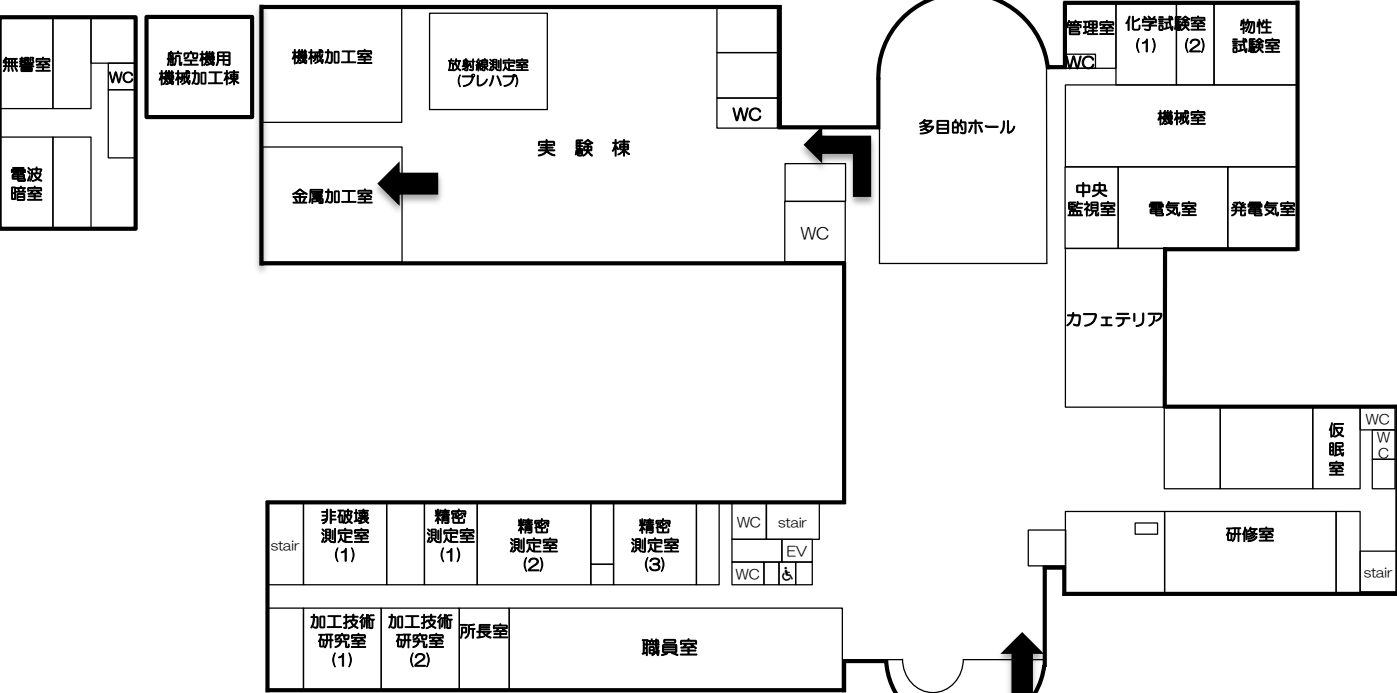 無響室
WC
電波
暗室
航空機用
機械加工棟
機械加工室
放射線測定室
(プレハブ)
WC
実 験 棟
金属加工室
WC
多目的ホール
管理室
WC
化学試験室
(1)
(2)
物性
試験室
機械室
中央
監視室
電気室
発電気室
カフェテリア
仮
眠
室
WC
W
C
研修室
stair
stair
非破壊
測定室
(1)
精密
測定室
(1)
精密
測定室
(2)
精密
測定室
(3)
WC
stair
EV
WC
加工技術
研究室
(1)
加工技術
研究室
(2)
所長室
職員室